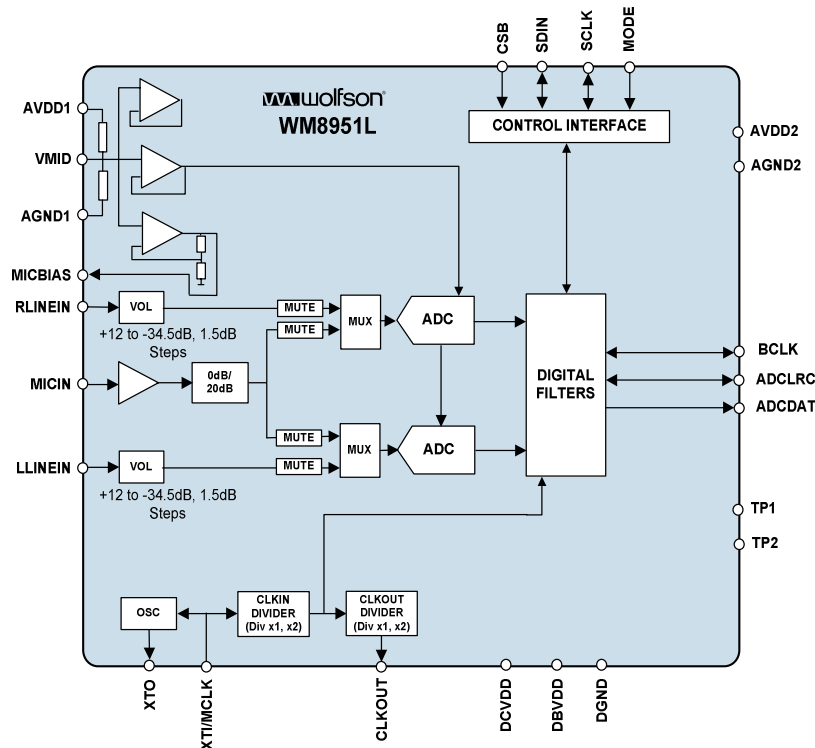 CSB
SDIN
SCLK
MODE
wolfson
WM8951L
CONTROL INTERFACE
AVDD1
VMID
AGND1
MICBIAS
RLINEIN
MICIN
LLINEIN
AVDD2
AGND2
BCLK
ADCLRC
ADCDAT
TP1
TP2
VOL
+12 to -34.5dB, 1.5dB
Steps
MUTE
MUTE
MUX
ADC
0dB/
20dB
DIGITAL
FILTERS
MUTE
MUTE
MUX
ADC
VOL
+12 to -34.5dB, 1.5dB
Steps
OSC
CLKIN
DIVIDER
(Div x1, x2)
CLKOUT
DIVIDER
(Div x1, x2)
XTO
XTI/MCLK
CLKOUT
DCVDD
DBVDD
DGND